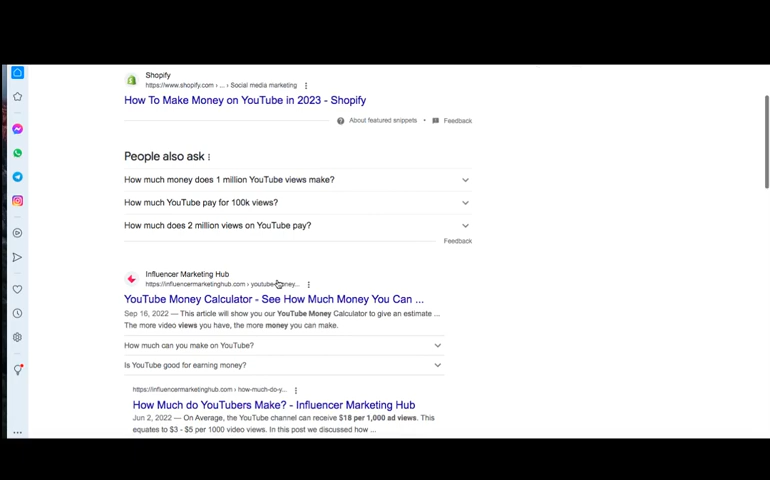 Shopify
https://www.shopify.com › ... › Social media marketing
How To Make Money on YouTube in 2023 - Shopify
About featured snippets • Feedback
People also ask
How much money does 1 million YouTube views make?
How much YouTube pay for 100k views?
How much does 2 million views on YouTube pay?
Feedback
Influencer Marketing Hub
https://influencermarketinghub.com › youtube-money...
YouTube Money Calculator - See How Much Money You Can ...
Sep 16, 2022 — This article will show you our YouTube Money Calculator to give an estimate ...
The more video views you have, the more money you can make.
How much can you make on YouTube?
Is YouTube good for earning money?
https://influencermarketinghub.com › how-much-do-y...
How Much do YouTubers Make? - Influencer Marketing Hub
Jun 2, 2022 — On Average, the YouTube channel can receive $18 per 1,000 ad views. This
equates to $3 - $5 per 1000 video views. In this post we discussed how ...